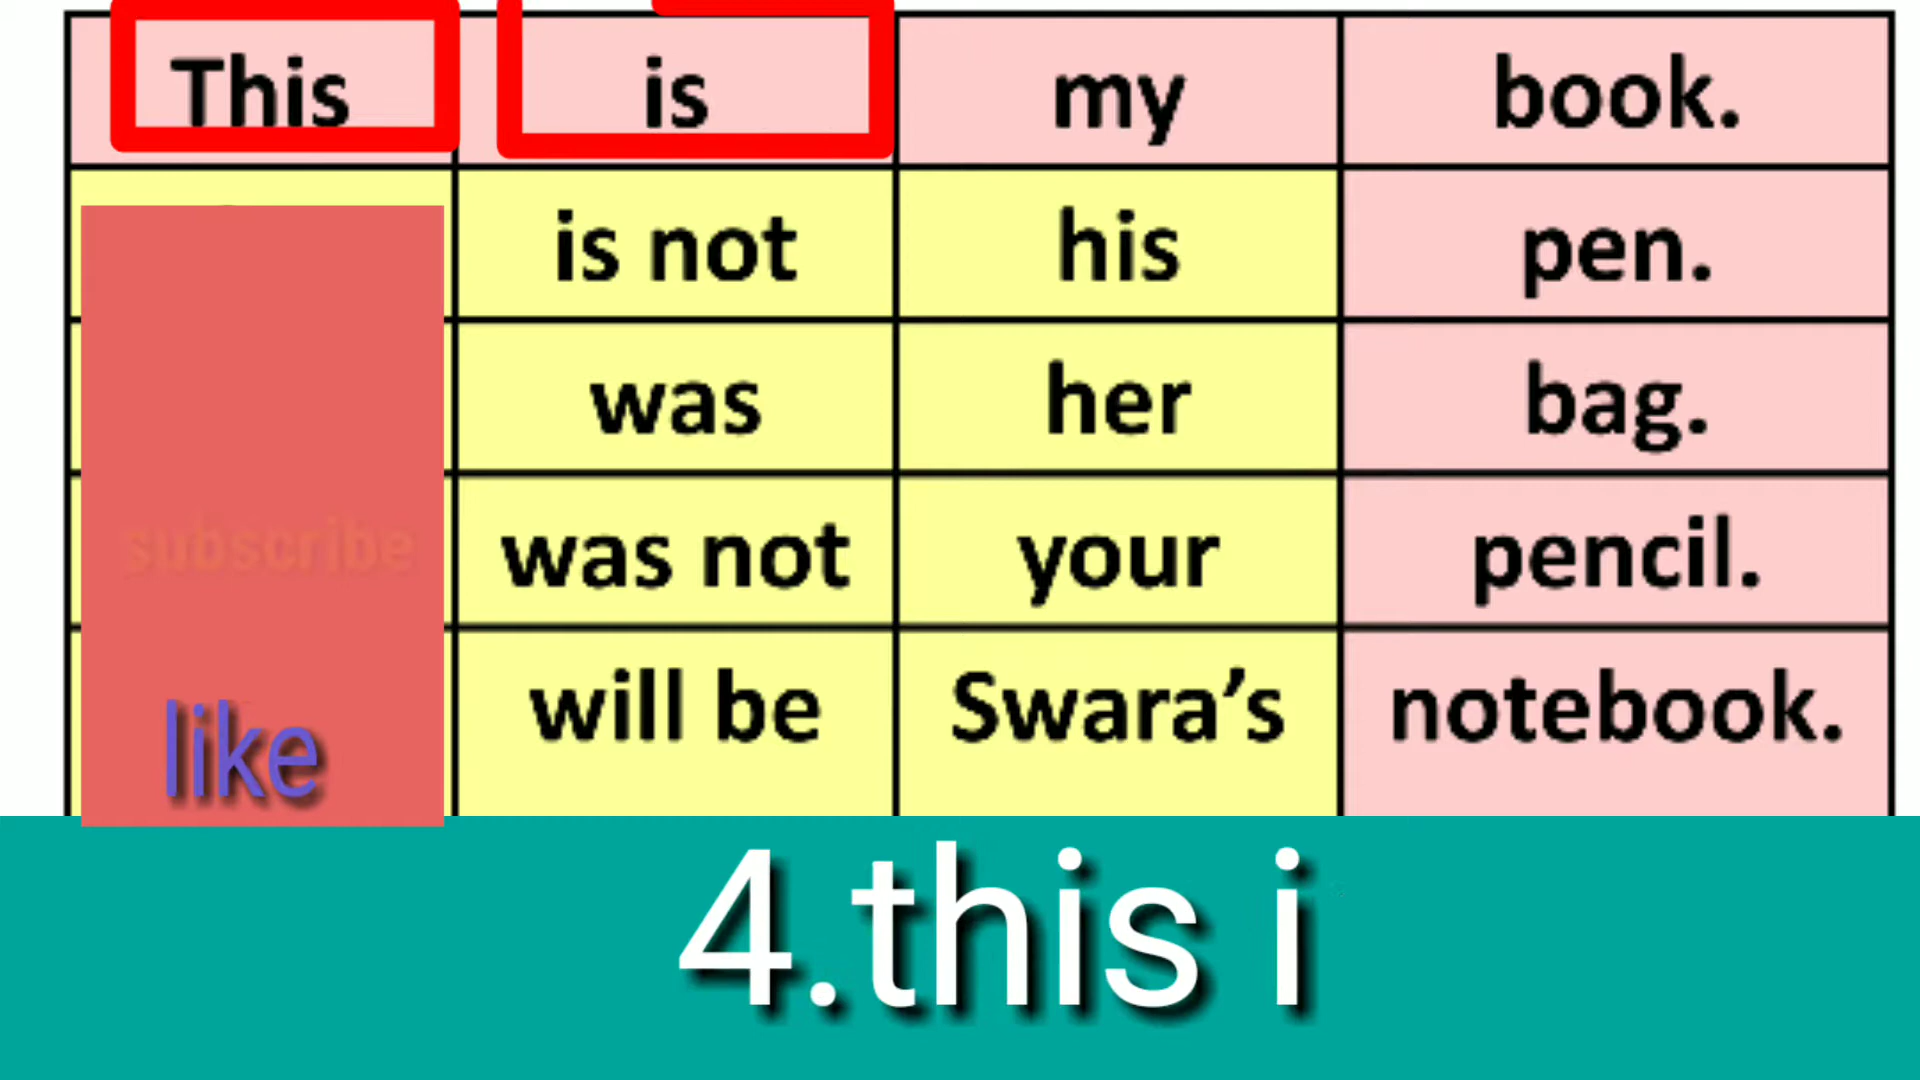 This is my book.
is not his pen.
was her bag.
subscribe was not your pencil.
like will be Swara’s notebook.
4.this i